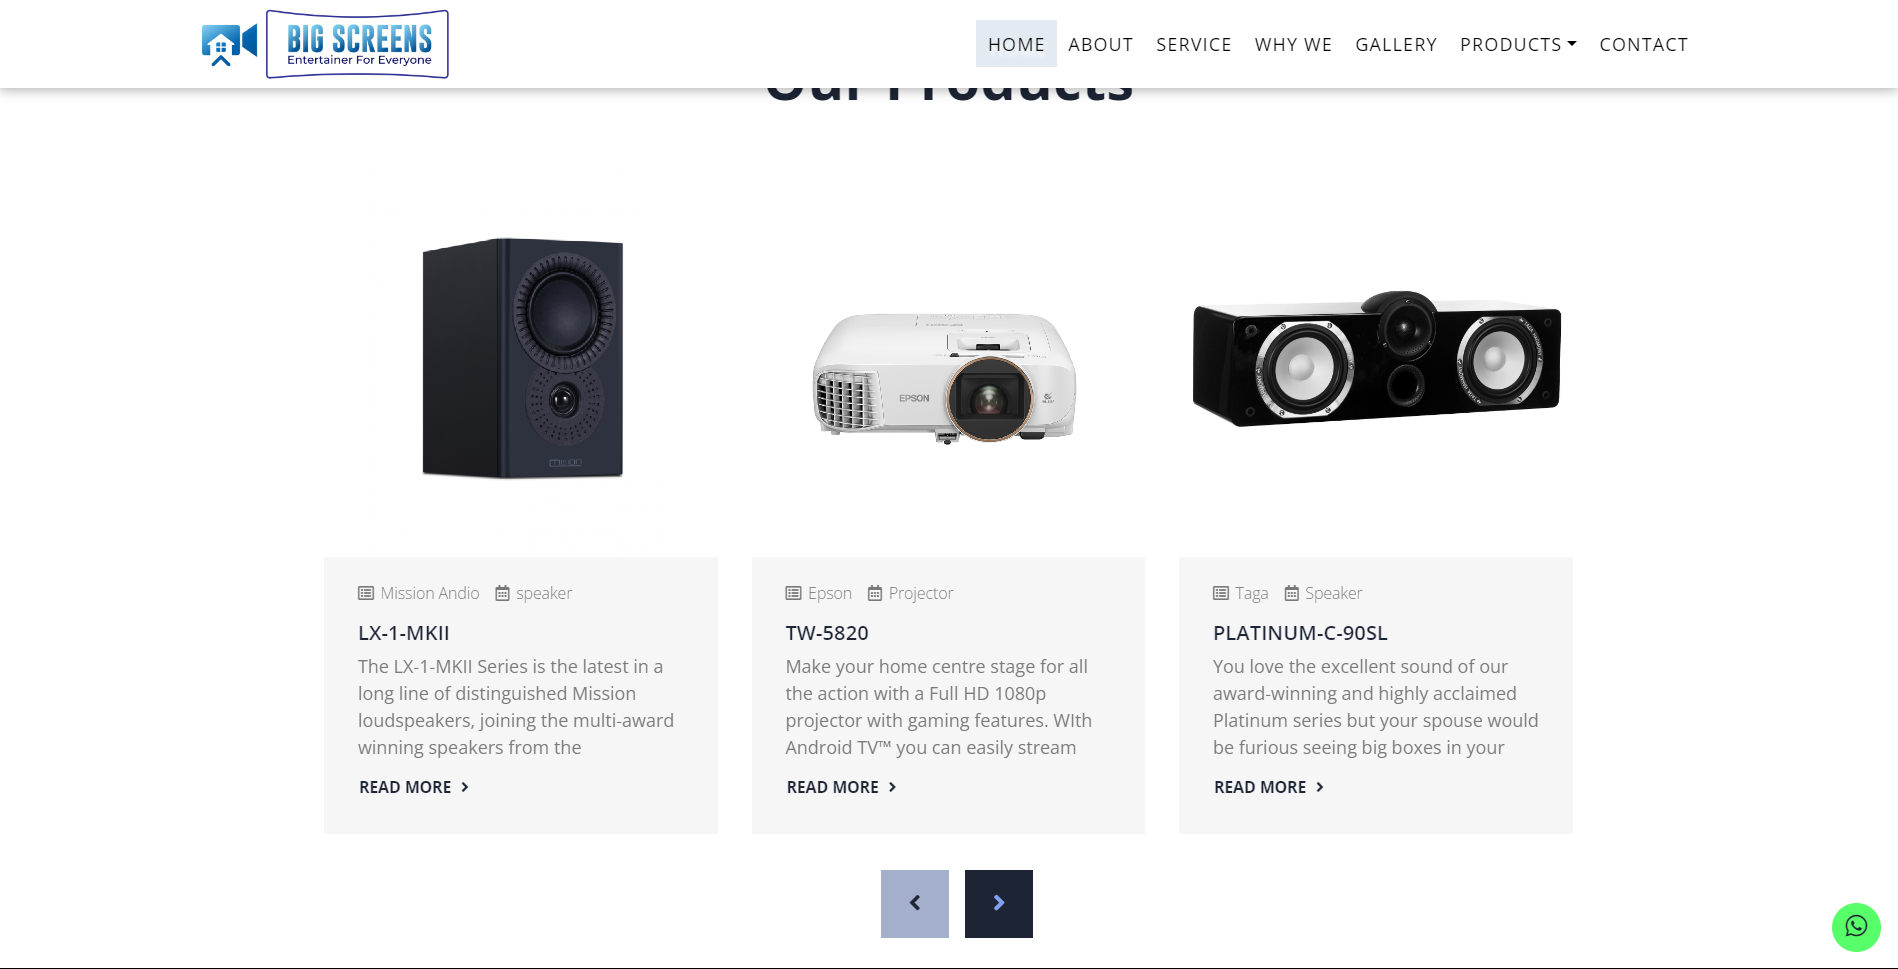 BIG SCREENS
Entertainer For Everyone
HOME ABOUT SERVICE WHY WE GALLERY PRODUCTS CONTACT
Our Products
EPSON
Mission Andio speaker
LX-1-MKII
The LX-1-MKII Series is the latest in a
long line of distinguished Mission
loudspeakers, joining the multi-award
winning speakers from the
READ MORE
Epson Projector
TW-5820
Make your home centre stage for all
the action with a Full HD 1080p
projector with gaming features. WIth
Android TV™ you can easily stream
READ MORE
Taga Speaker
PLATINUM-C-90SL
You love the excellent sound of our
award-winning and highly acclaimed
Platinum series but your spouse would
be furious seeing big boxes in your
READ MORE